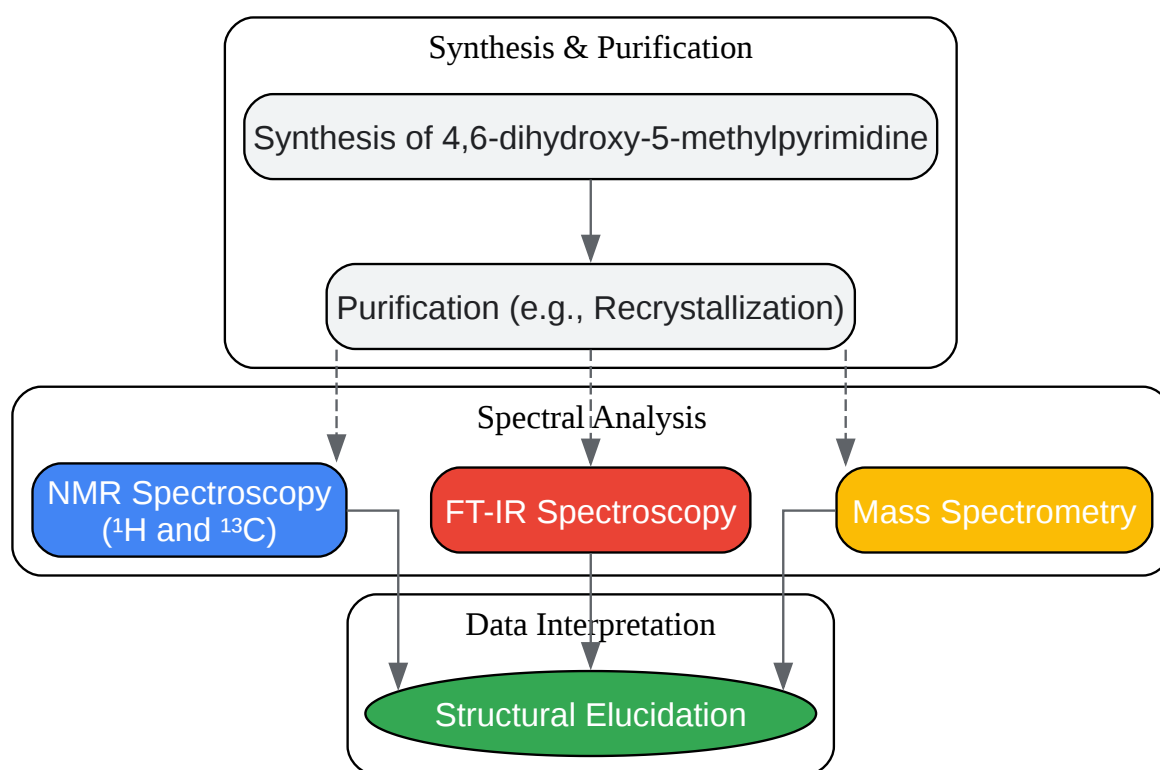 Synthesis & Purification
Synthesis of 4,6-dihydroxy-5-methylpyrimidine
Purification (e.g., Recrystallization)
Spectral Analysis
NMR Spectroscopy
(¹H and ¹³C)
FT-IR Spectroscopy
Mass Spectrometry
Data Interpretation
Structural Elucidation